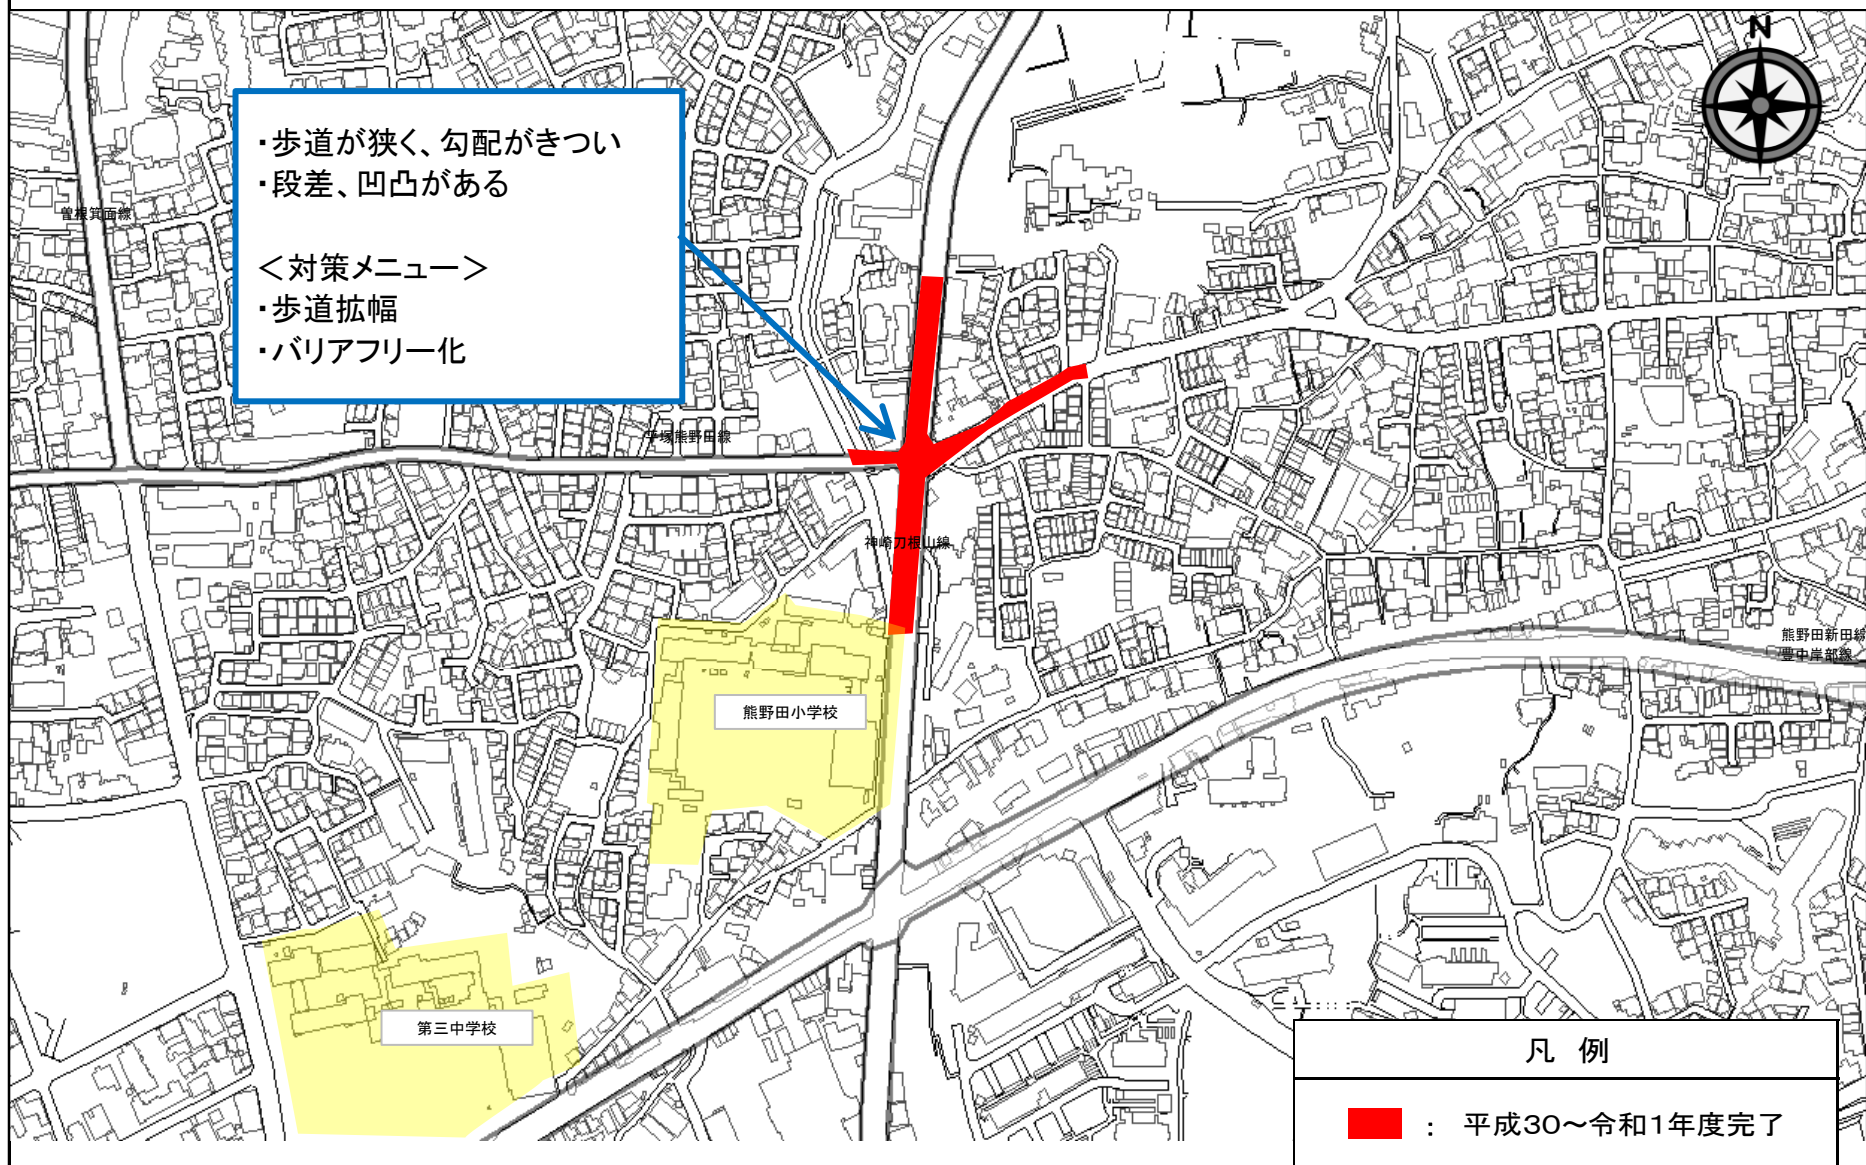 N
・歩道が狭く、勾配がきつい
・段差、凹凸がある
＜対策メニュー＞
・歩道拡幅
・バリアフリー化
曽根箕面線
平塚熊野田線
神崎刀根山線
熊野田新田線
豊中岸部線
熊野田小学校
第三中学校
凡 例
： 平成30～令和1年度完了